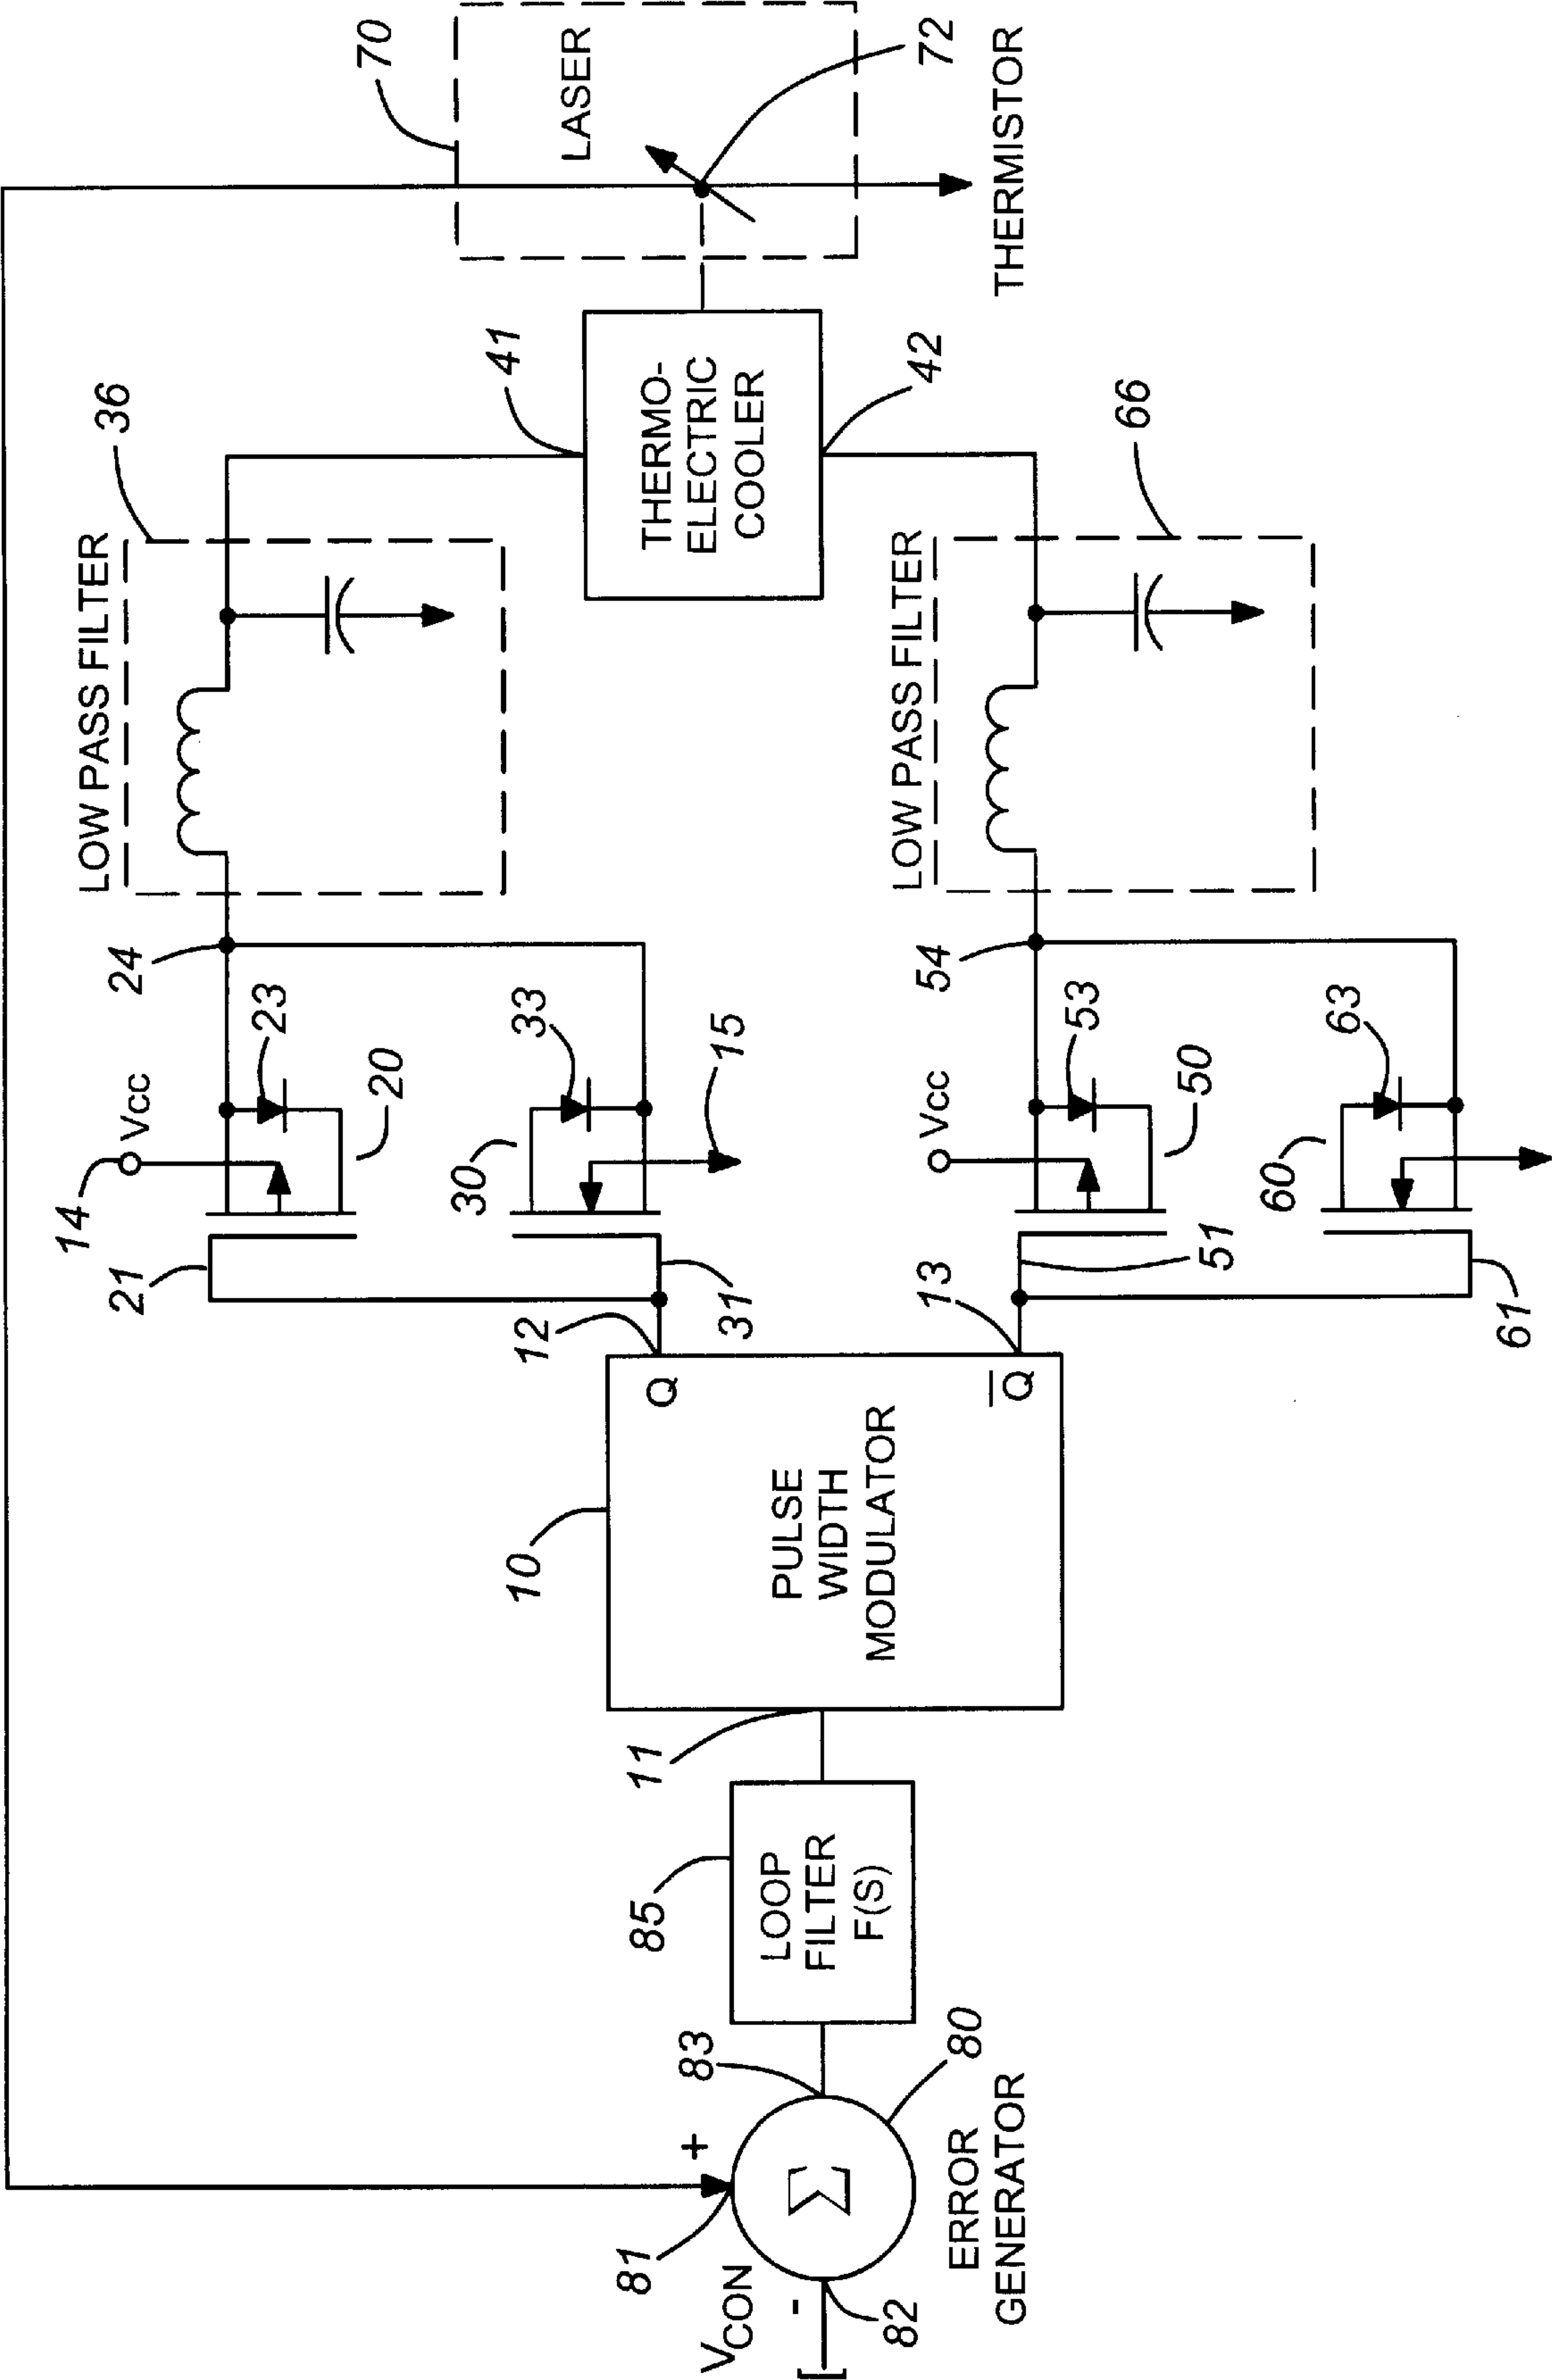 70
LASER
72
THERMISTOR
36
41
THERMO-
ELECTRIC
COOLER
42
66
LOW PASS FILTER
LOW PASS FILTER
24
23
33
54
53
63
14
Vcc
20
30
15
Vcc
50
60
21
31
51
61
12
13
Q
Q̅
10
PULSE
WIDTH
MODULATOR
11
85
LOOP
FILTER
F(S)
83
80
+
81
Σ
ERROR
GENERATOR
VCON
-
82